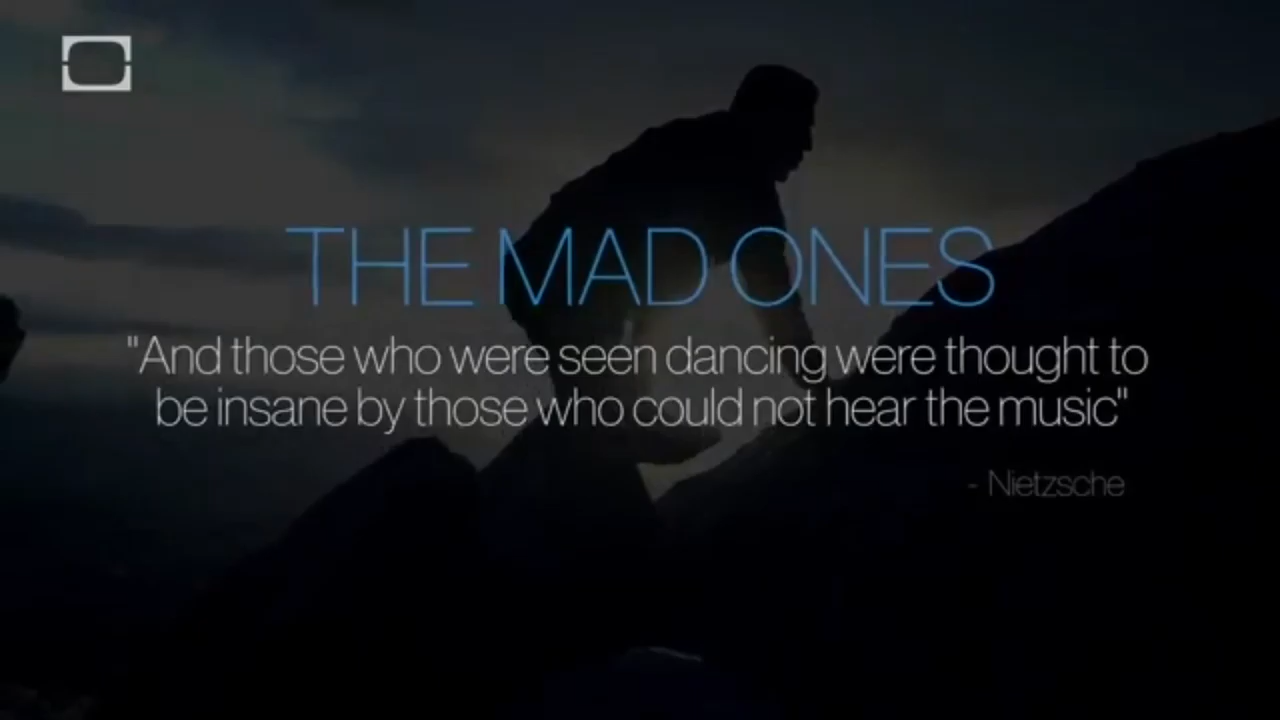 THE MAD ONES
"And those who were seen dancing were thought to
be insane by those who could not hear the music"
- Nietzsche